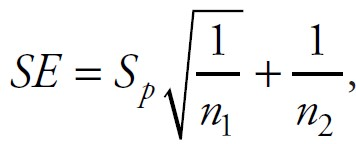 SE = S_p √(1/n_1) + 1/n_2,